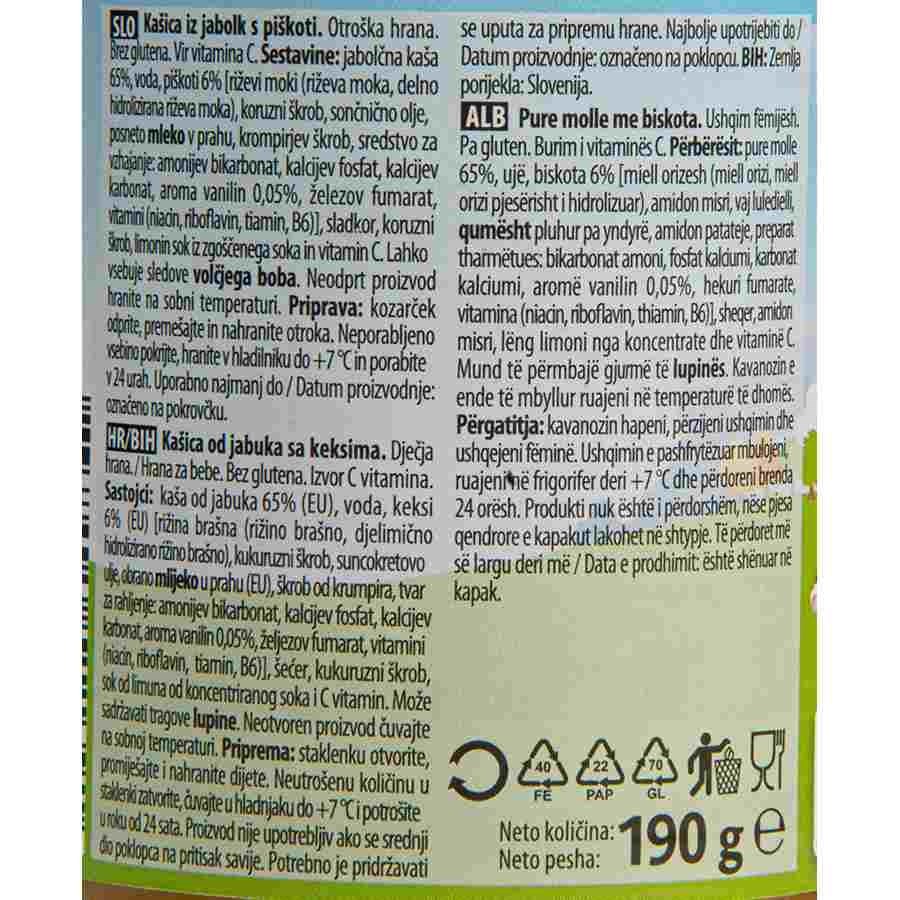 SLO Kašica iz jabolk s piškoti. Otroška hrana.
Brez glutena. Vir vitamina C. Sestavine: jabolčna kaša
65%, voda, piškoti 6% [riževi moki (riževa moka, delno
hidrolizirana riževa moka), koruzni škrob, sončnično olje,
posneto mleko v prahu, krompirjev škrob, sredstvo za
vzhajanje: amonijev bikarbonat, kalcijev fosfat, kalcijev
karbonat, aroma vanilin 0,05%, železov fumarat,
vitamini (niacin, riboflavin, tiamin, B6)], sladkor, koruzni
škrob, limonin sok iz zgoščenega soka in vitamin C. Lahko
vsebuje sledove volčjega boba. Neodprt proizvod
hranite na sobni temperaturi. Priprava: kozarček
odprite, premešajte in nahranite otroka. Neporabljeno
vsebino pokrijte, hranite v hladilniku do +7 °C in porabite
v 24 urah. Uporabno najmanj do / Datum proizvodnje:
označeno na pokrovčku.
HR/BIH Kašica od jabuka sa keksima. Dječja
hrana. / Hrana za bebe. Bez glutena. Izvor C vitamina.
Sastojci: kaša od jabuka 65% (EU), voda, keksi
6% (EU) [rižina brašna (rižino brašno, djelimično
hidrolizirano rižino brašno), kukuruzni škrob, suncokretovo
ulje, obrano mlijeko u prahu (EU), škrob od krumpira, tvar
za rahljenje: amonijev bikarbonat, kalcijev fosfat, kalcijev
karbonat, aroma vanilin 0,05%, željezov fumarat, vitamini
(niacin, riboflavin, tiamin, B6)], šećer, kukuruzni škrob,
sok od limuna od koncentriranog soka i C vitamin. Može
sadržavati tragove lupine. Neotvoren proizvod čuvajte
na sobnoj temperaturi. Priprema: staklenku otvorite,
promiješajte i nahranite dijete. Neutrošenu količinu u
staklenki zatvorite, čuvajte u hladnjaku do +7 °C i potrošite
u roku od 24 sata. Proizvod nije upotrebljiv ako se srednji
dio poklopca na pritisak savije. Potrebno je pridržavati
se uputa za pripremu hrane. Najbolje upotrijebiti do /
Datum proizvodnje: označeno na poklopcu. BIH: Zemlja
porijekla: Slovenija.
ALB Pure molle me biskota. Ushqim fëmijësh.
Pa gluten. Burim i vitaminës C. Përbërësit: pure molle
65%, ujë, biskota 6% [miell orizesh (miell orizi, miell
orizi pjesërisht i hidrolizuar), amidon misri, vaj luledielli,
qumësht pluhur pa yndyrë, amidon patateje, preparat
tharmëtues: bikarbonat amoni, fosfat kalciumi, karbonat
kalciumi, aromë vanilin 0,05%, hekuri fumarate,
vitamina (niacin, riboflavin, thiamin, B6)], sheqer, amidon
misri, lëng limoni nga koncentrate dhe vitaminë C.
Mund të përmbajë gjurmë të lupinës. Kavanozin e
ende të mbyllur ruajeni në temperaturë të dhomës.
Përgatitja: kavanozin hapeni, përzijeni ushqimin dhe
ushqejeni fëminë. Ushqimin e pashfrytëzuar mbulojeni,
ruajeni në frigorifer deri +7 °C dhe përdoreni brenda
24 orësh. Produkti nuk është i përdorshëm, nëse pjesa
qendrore e kapakut lakohet në shtypje. Të përdoret më
së largu deri më / Data e prodhimit: është shënuar në
kapak.
40 22 70
FE PAP GL
Neto količina:
Neto pesha:
190 g e